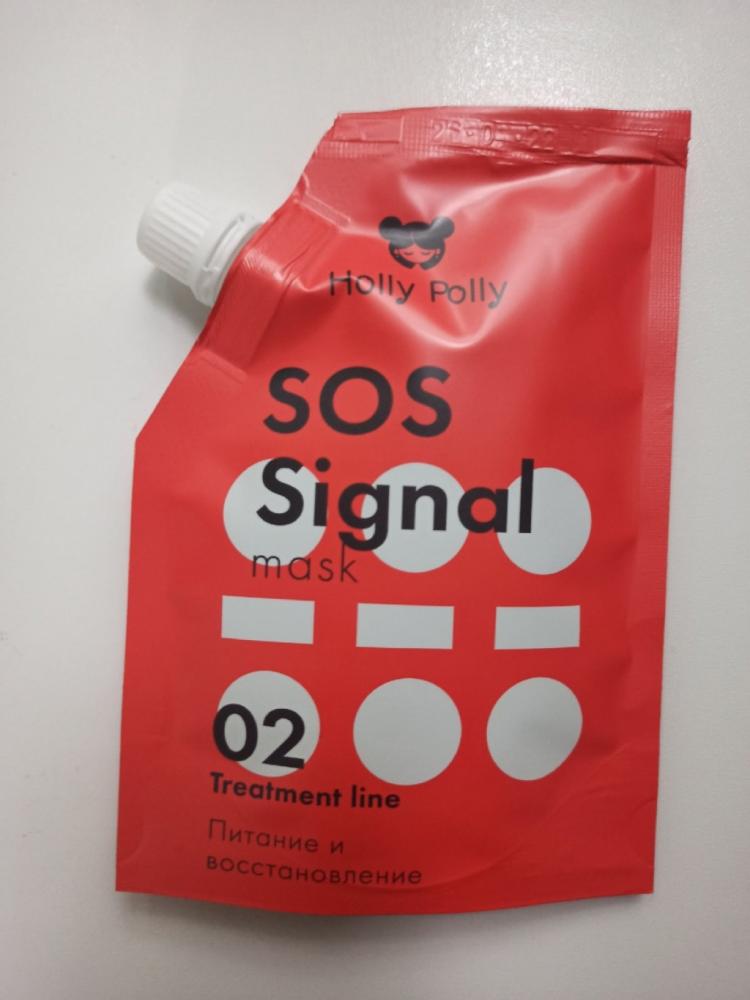 Holly Polly
SOS
Signal
mask
02
Treatment line
Питание и
восстановление